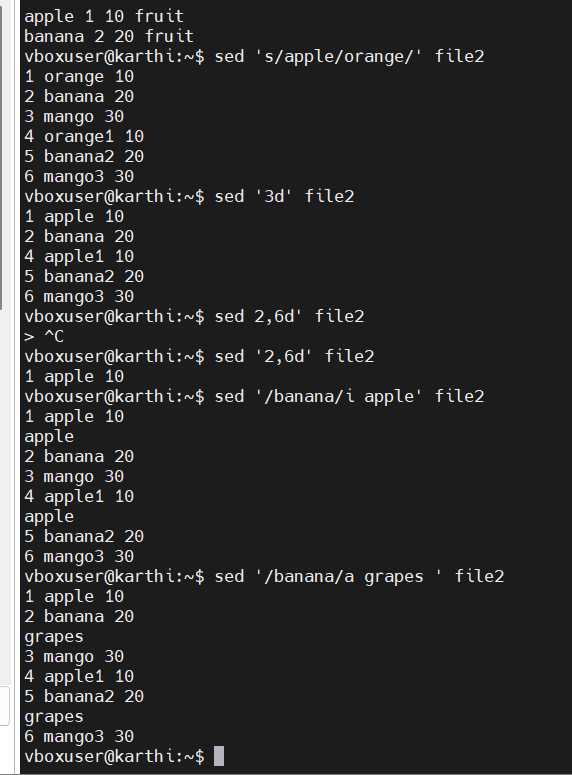 apple 1 10 fruit
banana 2 20 fruit
vboxuser@karthi:~$ sed 's/apple/orange/' file2
1 orange 10
2 banana 20
3 mango 30
4 orange1 10
5 banana2 20
6 mango3 30
vboxuser@karthi:~$ sed '3d' file2
1 apple 10
2 banana 20
4 apple1 10
5 banana2 20
6 mango3 30
vboxuser@karthi:~$ sed 2,6d' file2
> ^C
vboxuser@karthi:~$ sed '2,6d' file2
1 apple 10
vboxuser@karthi:~$ sed '/banana/i apple' file2
1 apple 10
apple
2 banana 20
3 mango 30
4 apple1 10
apple
5 banana2 20
6 mango3 30
vboxuser@karthi:~$ sed '/banana/a grapes ' file2
1 apple 10
2 banana 20
grapes
3 mango 30
4 apple1 10
5 banana2 20
grapes
6 mango3 30
vboxuser@karthi:~$